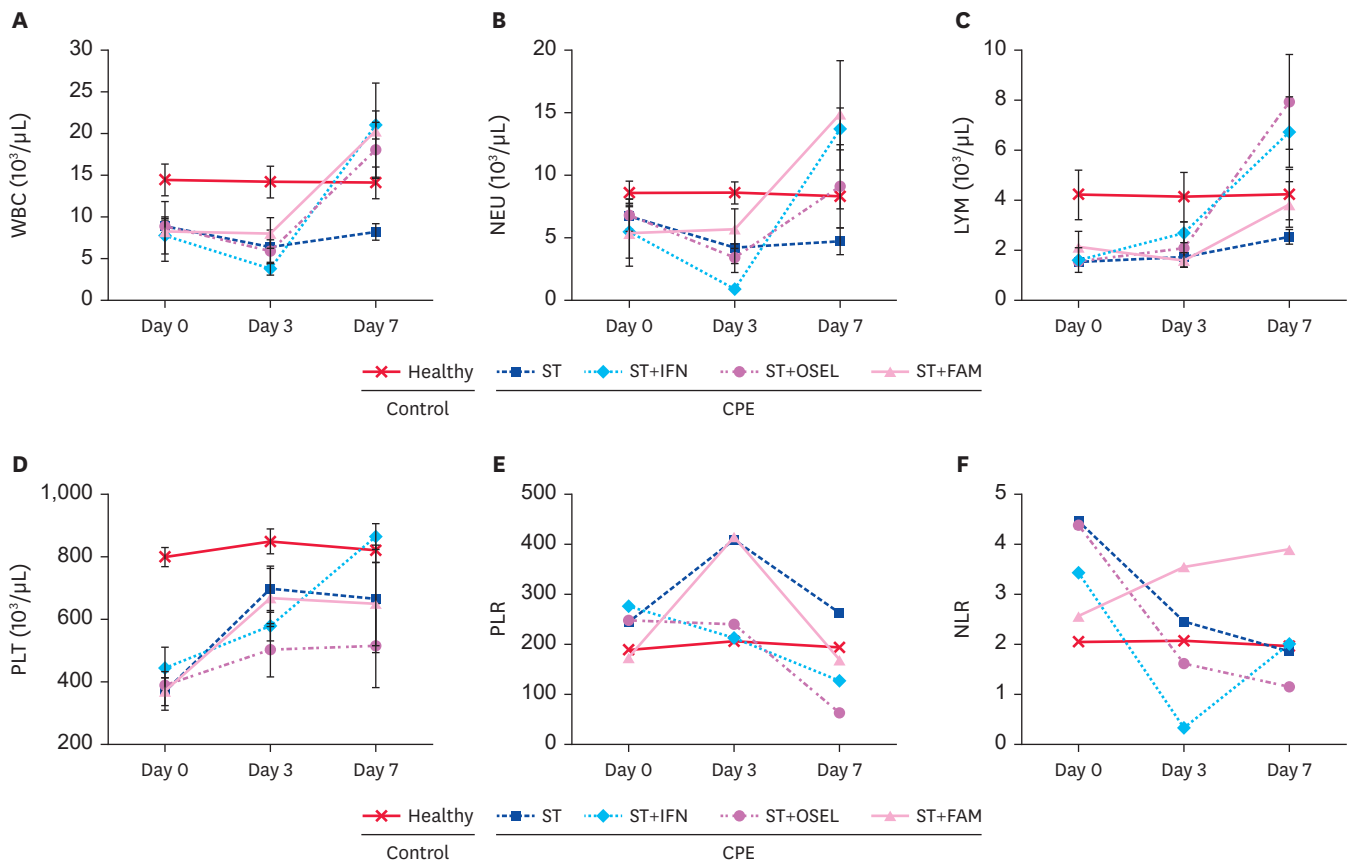 A
WBC (10³/µL)
30
25
20
15
10
5
0
Day 0 Day 3 Day 7
B
NEU (10³/µL)
20
15
10
5
0
Day 0 Day 3 Day 7
C
LYM (10³/µL)
10
8
6
4
2
0
Day 0 Day 3 Day 7
Healthy ST ST+IFN ST+OSEL ST+FAM
Control CPE
D
PLT (10³/µL)
1,000
800
600
400
200
Day 0 Day 3 Day 7
E
PLR
500
400
300
200
100
0
Day 0 Day 3 Day 7
F
NLR
5
4
3
2
1
0
Day 0 Day 3 Day 7
Healthy ST ST+IFN ST+OSEL ST+FAM
Control CPE